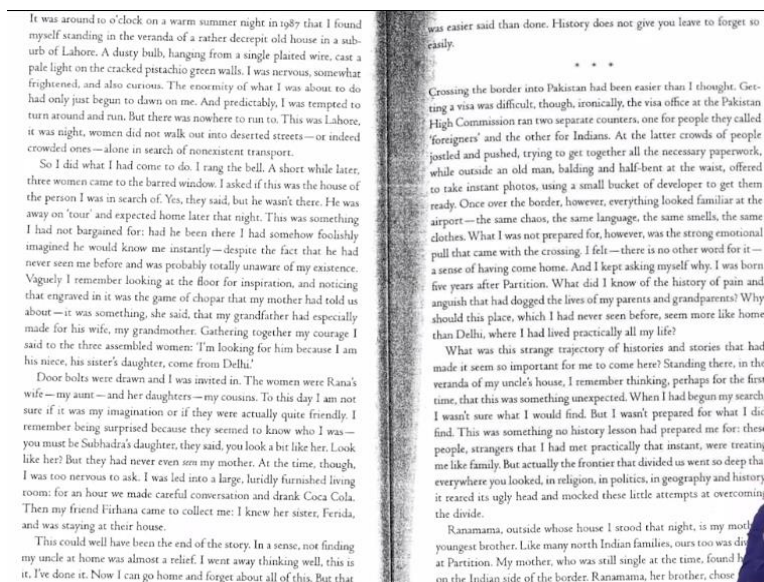 It was around 10 o'clock on a warm summer night in 1987 that I found
myself standing in the veranda of a rather decrepit old house in a sub-
urb of Lahore. A dusty bulb, hanging from a single plaited wire, cast a
pale light on the cracked pistachio green walls. I was nervous, somewhat
frightened, and also curious. The enormity of what I was about to do
had only just begun to dawn on me. And predictably, I was tempted to
turn around and run. But there was nowhere to run to. This was Lahore,
it was night, women did not walk out into deserted streets—or indeed
crowded ones—alone in search of nonexistent transport.
So I did what I had come to do. I rang the bell. A short while later,
three women came to the barred window. I asked if this was the house of
the person I was in search of. Yes, they said, but he wasn't there. He was
away on 'tour' and expected home later that night. This was something
I had not bargained for: had he been there I had somehow foolishly
imagined he would know me instantly—despite the fact that he had
never seen me before and was probably totally unaware of my existence.
Vaguely I remember looking at the floor for inspiration, and noticing
that engraved in it was the game of chopar that my mother had told us
about—it was something, she said, that my grandfather had especially
made for his wife, my grandmother. Gathering together my courage I
said to the three assembled women: 'I'm looking for him because I am
his niece, his sister's daughter, come from Delhi.'
Door bolts were drawn and I was invited in. The women were Rana's
wife—my aunt—and her daughters—my cousins. To this day I am not
sure if it was my imagination or if they were actually quite friendly. I
remember being surprised because they seemed to know who I was—
you must be Subhadra's daughter, they said, you look a bit like her. Look
like her? But they had never even seen my mother. At the time, though,
I was too nervous to ask. I was led into a large, luridly furnished living
room: for an hour we made careful conversation and drank Coca Cola.
Then my friend Firhana came to collect me: I knew her sister, Ferida,
and was staying at their house.
This could well have been the end of the story. In a sense, not finding
my uncle at home was almost a relief. I went away thinking well, this is
it, I've done it. Now I can go home and forget about all of this. But that
was easier said than done. History does not give you leave to forget so
easily.
* * *
Crossing the border into Pakistan had been easier than I thought. Get-
ting a visa was difficult, though, ironically, the visa office at the Pakistan
High Commission ran two separate counters, one for people they called
'foreigners' and the other for Indians. At the latter crowds of people
jostled and pushed, trying to get together all the necessary paperwork,
while outside an old man, balding and half-bent at the waist, offered
to take instant photos, using a small bucket of developer to get them
ready. Once over the border, however, everything looked familiar at the
airport—the same chaos, the same language, the same smells, the same
clothes. What I was not prepared for, however, was the strong emotional
pull that came with the crossing. I felt—there is no other word for it—
a sense of having come home. And I kept asking myself why. I was born
five years after Partition. What did I know of the history of pain and
anguish that had dogged the lives of my parents and grandparents? Why
should this place, which I had never seen before, seem more like home
than Delhi, where I had lived practically all my life?
What was this strange trajectory of histories and stories that had
made it seem so important for me to come here? Standing there, in the
veranda of my uncle's house, I remember thinking, perhaps for the first
time, that this was something unexpected. When I had begun my search
I wasn't sure what I would find. But I wasn't prepared for what I did
find. This was something no history lesson had prepared me for: these
people, strangers that I had met practically that instant, were treating
me like family. But actually the frontier that divided us went so deep that
everywhere you looked, in religion, in politics, in geography and history
it reared its ugly head and mocked these little attempts at overcoming
the divide.
Ranamama, outside whose house I stood that night, is my
youngest brother. Like many north Indian families, ours too was
at Partition. My mother, who was still single at the time, found
on the Indian side of the border. Ranamama, her brother, chose